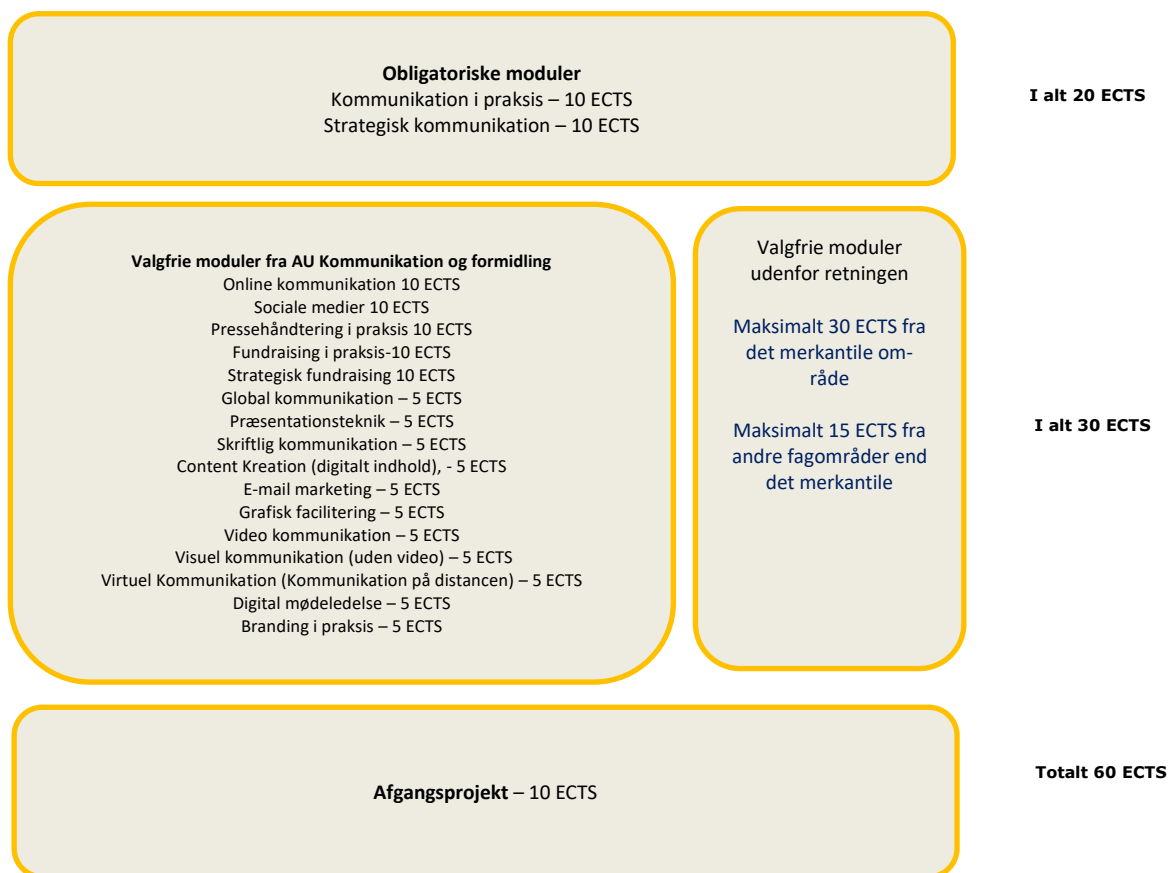 Obligatoriske moduler
Kommunikation i praksis – 10 ECTS
Strategisk kommunikation – 10 ECTS
I alt 20 ECTS
Valgfrie moduler fra AU Kommunikation og formidling
Online kommunikation 10 ECTS
Sociale medier 10 ECTS
Pressehåndtering i praksis 10 ECTS
Fundraising i praksis-10 ECTS
Strategisk fundraising 10 ECTS
Global kommunikation – 5 ECTS
Præsentationsteknik – 5 ECTS
Skriftlig kommunikation – 5 ECTS
Content Kreation (digitalt indhold), - 5 ECTS
E-mail marketing – 5 ECTS
Grafisk facilitering – 5 ECTS
Video kommunikation – 5 ECTS
Visuel kommunikation (uden video) – 5 ECTS
Virtuel Kommunikation (Kommunikation på distancen) – 5 ECTS
Digital mødeledelse – 5 ECTS
Branding i praksis – 5 ECTS
Valgfrie moduler
udenfor retningen
Maksimalt 30 ECTS fra
det merkantile om-
råde
Maksimalt 15 ECTS fra
andre fagområder end
det merkantile
I alt 30 ECTS
Afgangsprojekt – 10 ECTS
Totalt 60 ECTS